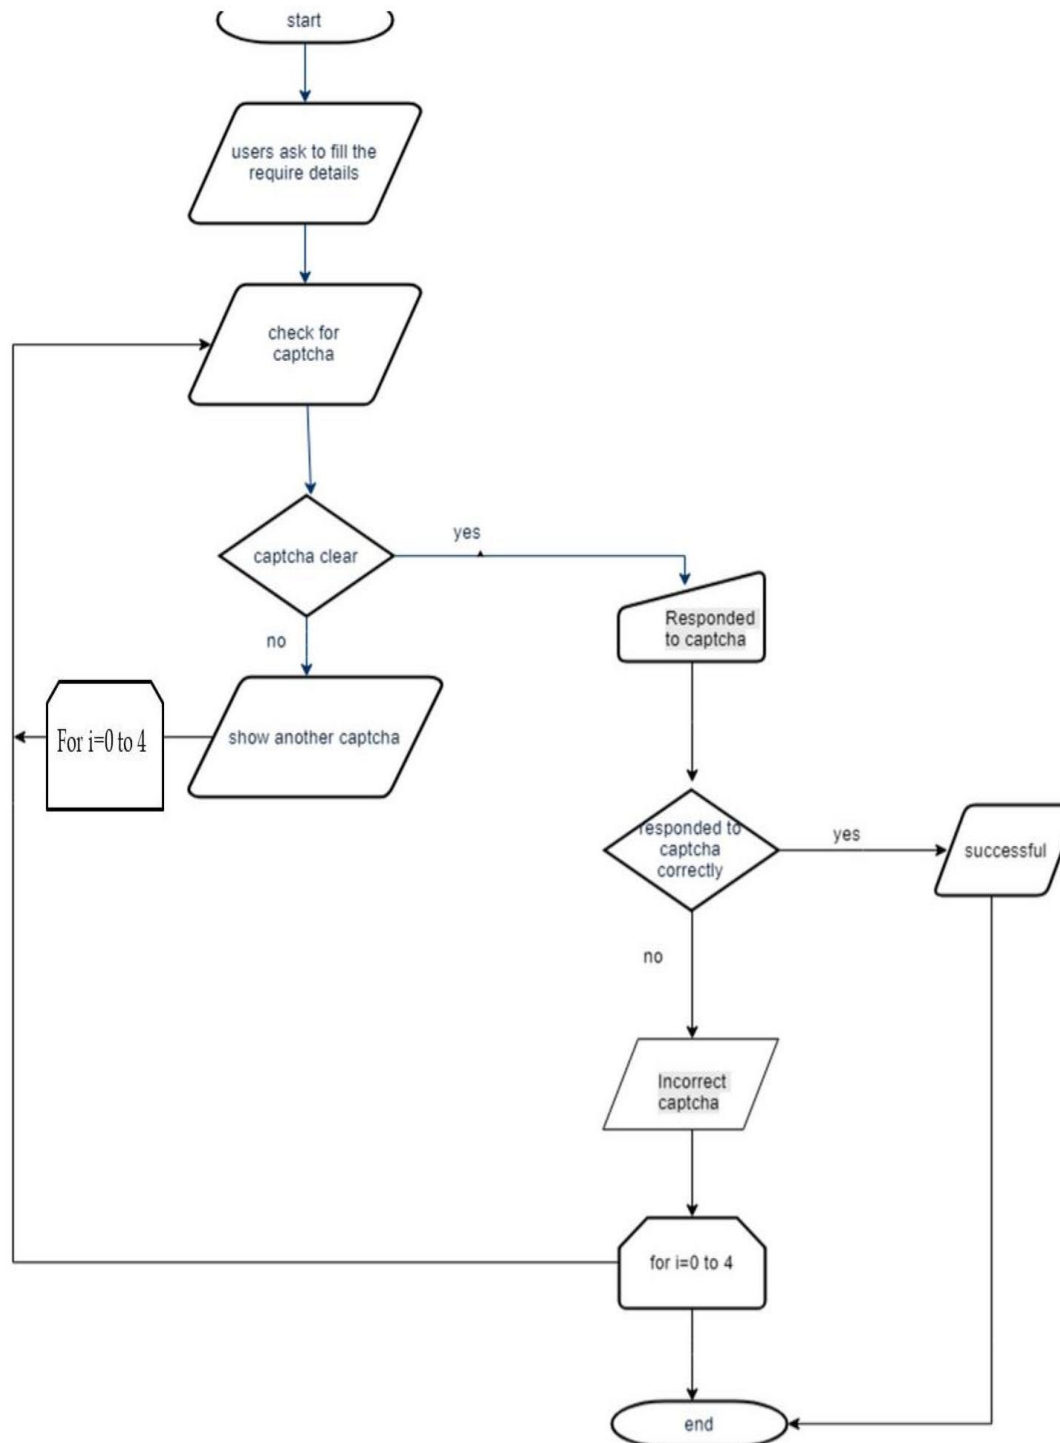 start
users ask to fill the
require details
check for
captcha
captcha clear
yes
no
Responded
to captcha
For i=0 to 4
show another captcha
responded to
captcha
correctly
yes
successful
no
Incorrect
captcha
for i=0 to 4
end